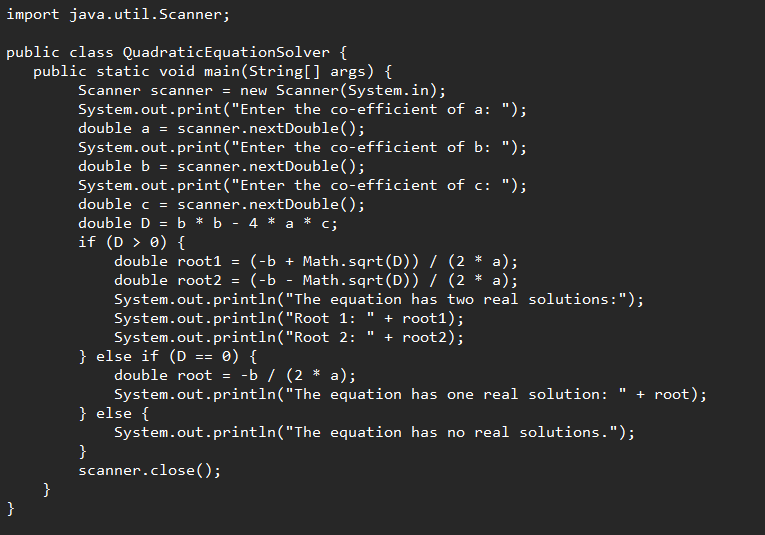 import java.util.Scanner;

public class QuadraticEquationSolver {
   public static void main(String[] args) {
        Scanner scanner = new Scanner(System.in);
        System.out.print("Enter the co-efficient of a: ");
        double a = scanner.nextDouble();
        System.out.print("Enter the co-efficient of b: ");
        double b = scanner.nextDouble();
        System.out.print("Enter the co-efficient of c: ");
        double c = scanner.nextDouble();
        double D = b * b - 4 * a * c;
        if (D > 0) {
            double root1 = (-b + Math.sqrt(D)) / (2 * a);
            double root2 = (-b - Math.sqrt(D)) / (2 * a);
            System.out.println("The equation has two real solutions:");
            System.out.println("Root 1: " + root1);
            System.out.println("Root 2: " + root2);
        } else if (D == 0) {
            double root = -b / (2 * a);
            System.out.println("The equation has one real solution: " + root);
        } else {
            System.out.println("The equation has no real solutions.");
        }
        scanner.close();
    }
}